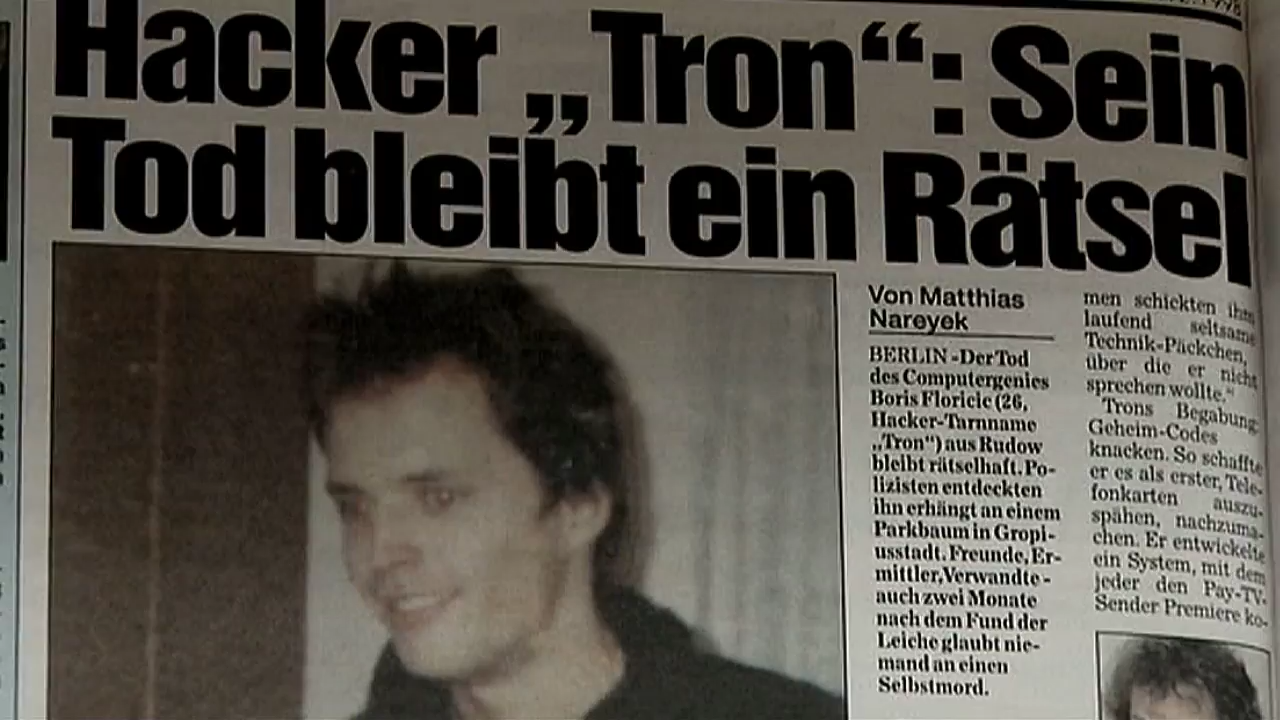 Hacker „Tron“: Sein
Tod bleibt ein Rätsel
Von Matthias
Nareyek
BERLIN - Der Tod
des Computergenies
Boris Floricic (26,
Hacker-Tarnname
„Tron“) aus Rudow
bleibt rätselhaft. Po-
lizisten entdeckten
ihn erhängt an einem
Parkbaum in Gropi-
usstadt. Freunde, Er-
mittler, Verwandte -
auch zwei Monate
nach dem Fund der
Leiche glaubt nie-
mand an einen
Selbstmord.
men schickten ihm
laufend seltsame
Technik-Päckchen,
über die er nicht
sprechen wollte.“
Trons Begabung:
Geheim-Codes
knacken. So schaffte
er es als erster, Tele-
fonkarten auszu-
spähen, nachzuma-
chen. Er entwickelte
ein System, mit dem
jeder den Pay-TV-
Sender Premiere ko-